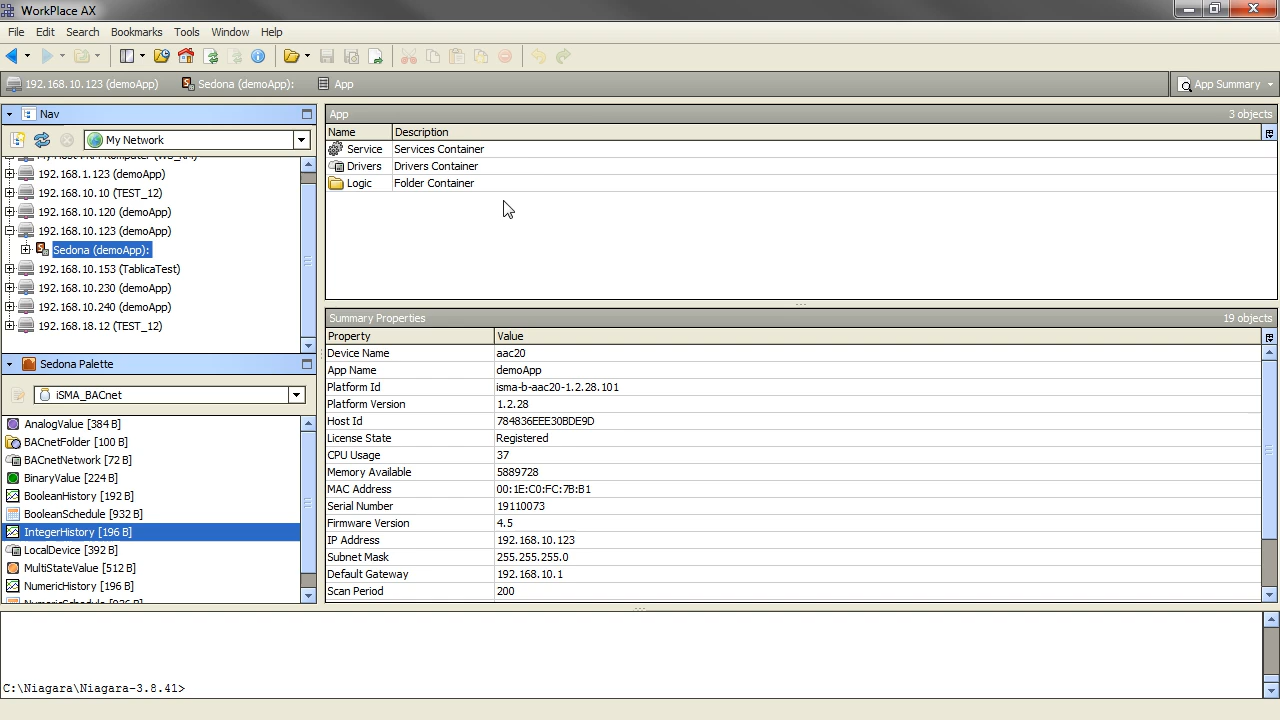 WorkPlace AX
File Edit Search Bookmarks Tools Window Help
192.168.10.123 (demoApp) Sedona (demoApp): App App Summary
Nav
My Network
192.168.1.123 (demoApp)
192.168.10.10 (TEST_12)
192.168.10.120 (demoApp)
192.168.10.123 (demoApp)
Sedona (demoApp):
192.168.10.153 (TablicaTest)
192.168.10.230 (demoApp)
192.168.10.240 (demoApp)
192.168.18.12 (TEST_12)
Sedona Palette
iSMA_BACnet
AnalogValue [384 B]
BACnetFolder [100 B]
BACnetNetwork [72 B]
BinaryValue [224 B]
BooleanHistory [192 B]
BooleanSchedule [932 B]
IntegerHistory [196 B]
LocalDevice [392 B]
MultiStateValue [512 B]
NumericHistory [196 B]
App 3 objects
Name Description
Service Services Container
Drivers Drivers Container
Logic Folder Container
Summary Properties 19 objects
Property Value
Device Name aac20
App Name demoApp
Platform Id isma-b-aac20-1.2.28.101
Platform Version 1.2.28
Host Id 784836EEE30BDE9D
License State Registered
CPU Usage 37
Memory Available 5889728
MAC Address 00:1E:C0:FC:7B:B1
Serial Number 19110073
Firmware Version 4.5
IP Address 192.168.10.123
Subnet Mask 255.255.255.0
Default Gateway 192.168.10.1
Scan Period 200
C:\Niagara\Niagara-3.8.41>